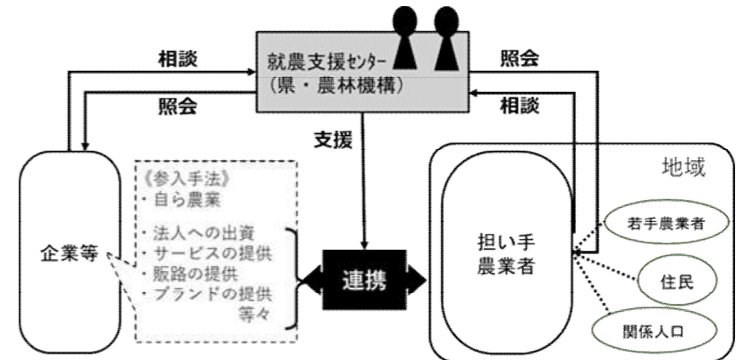 就農支援センター
(県・農林機構)
相談
照会
照会
相談
支援
企業等
《参入手法》
・自ら農業
・法人への出資
・サービスの提供
・販路の提供
・ブランドの提供
等々
連携
地域
担い手
農業者
若手農業者
住民
関係人口